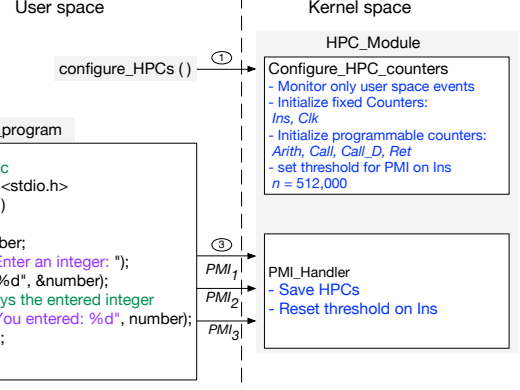 User space
Kernel space
HPC_Module
1
configure_HPCs ( )
Configure_HPC_counters
- Monitor only user space events
- Initialize fixed Counters:
Ins, Clk
- Initialize programmable counters:
Arith, Call, Call_D, Ret
- set threshold for PMI on Ins
n = 512,000
_program
c
<stdio.h>
)
ber;
Enter an integer: ");
%d", &number);
ys the entered integer
You entered: %d", number);
;
3
PMI1
PMI2
PMI3
PMI_Handler
- Save HPCs
- Reset threshold on Ins